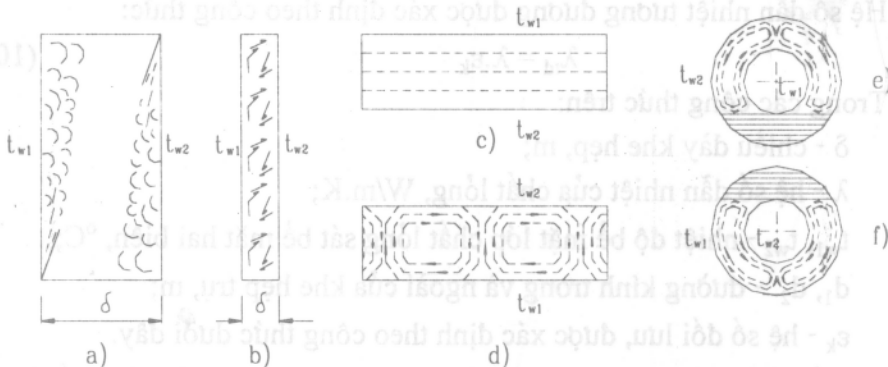 t_w1
t_w2
δ
a)
t_w1
t_w2
δ
b)
t_w1
c)
t_w2
t_w2
t_w1
d)
t_w2
t_w1
e)
t_w1
t_w2
f)
Hệ số dẫn nhiệt tương đương được xác định theo công thức:
Trong các công thức trên:
δ - chiều dày khe hẹp, m;
λ - hệ số dẫn nhiệt của chất lỏng, W/m.K;
d₁, d₂ - đường kính trong và ngoài của khe hẹp trụ, m;
εₖ - hệ số đối lưu, được xác định theo công thức dưới đây.